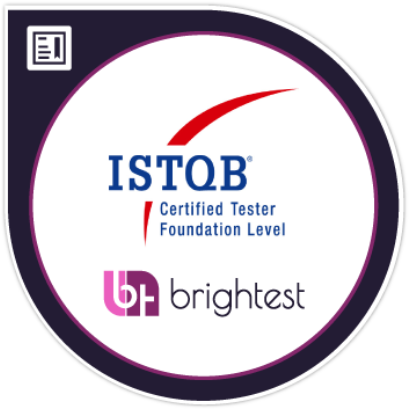 ISTQB®
Certified Tester
Foundation Level
brightest